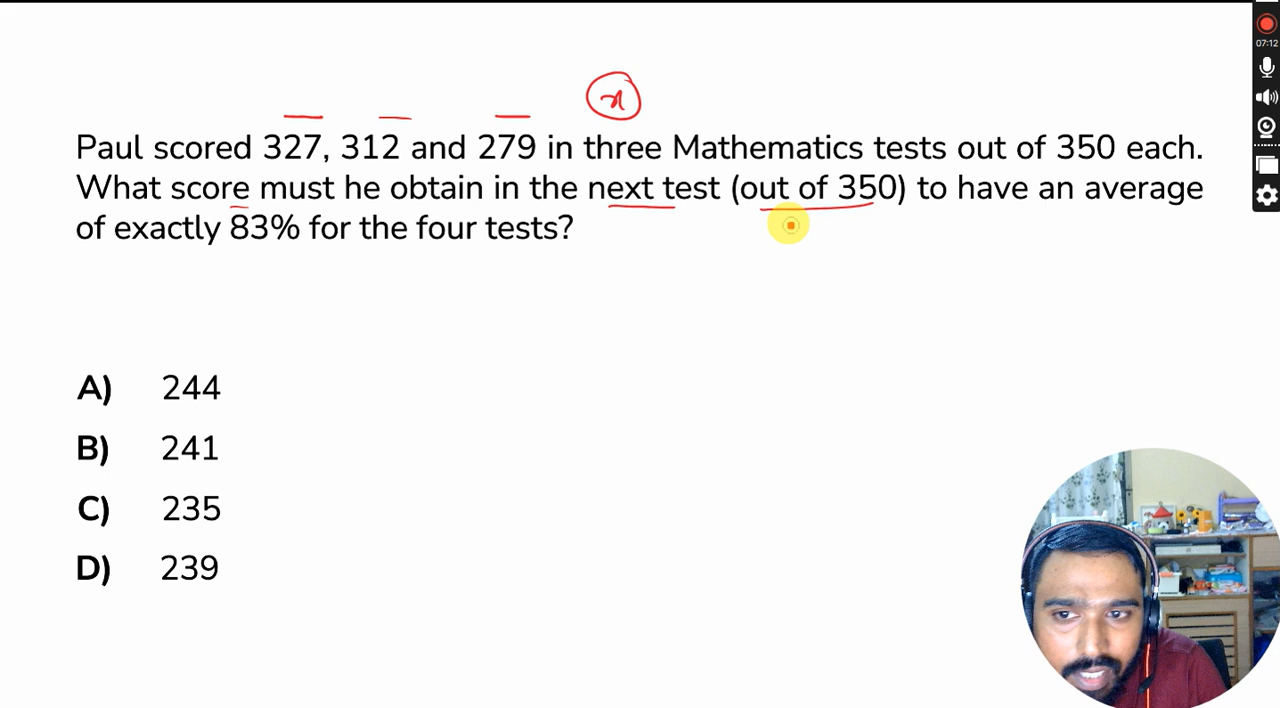 07:12
x
Paul scored 327, 312 and 279 in three Mathematics tests out of 350 each.
What score must he obtain in the next test (out of 350) to have an average
of exactly 83% for the four tests?
A) 244
B) 241
C) 235
D) 239